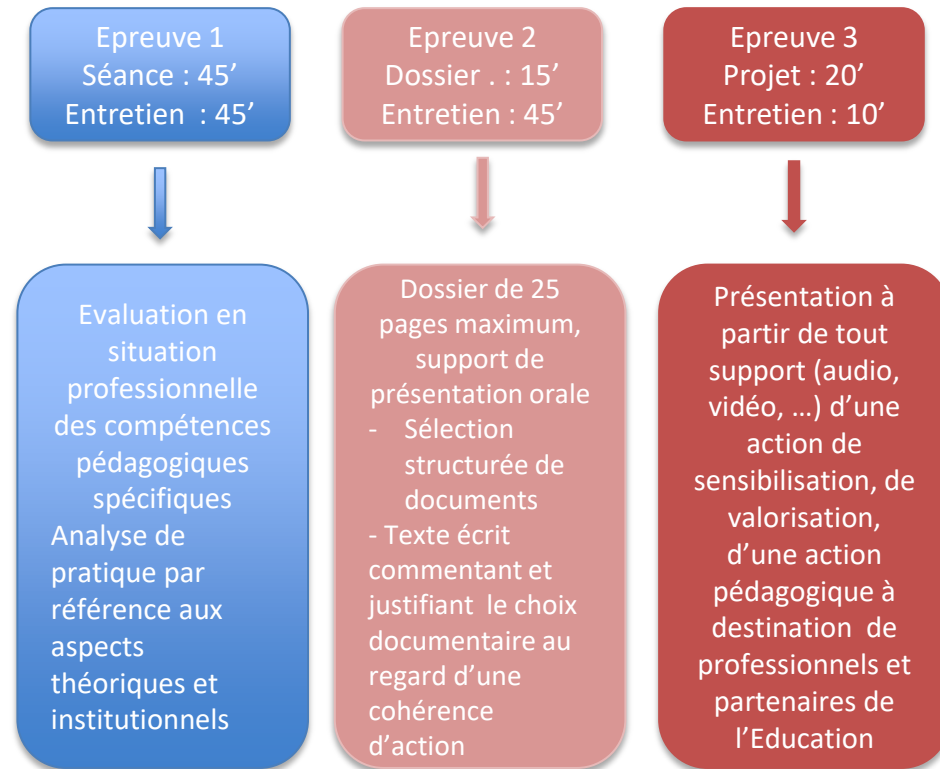 Epreuve 1
Séance : 45’
Entretien : 45’
Epreuve 2
Dossier . : 15’
Entretien : 45’
Epreuve 3
Projet : 20’
Entretien : 10’
Evaluation en
situation
professionnelle
des compétences
pédagogiques
spécifiques
Analyse de
pratique par
référence aux
aspects
théoriques et
institutionnels
Dossier de 25
pages maximum,
support de
présentation orale
- Sélection
structurée de
documents
- Texte écrit
commentant et
justifiant le choix
documentaire au
regard d’une
cohérence
d’action
Présentation à
partir de tout
support (audio,
vidéo, …) d’une
action de
sensibilisation, de
valorisation,
d’une action
pédagogique à
destination de
professionnels et
partenaires de
l’Education